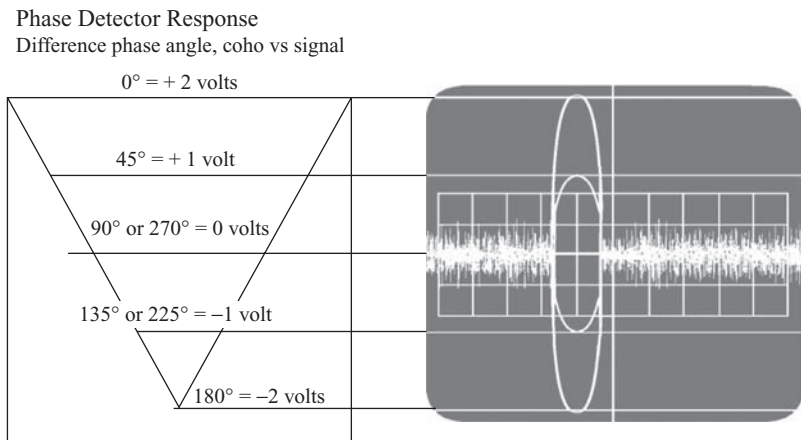 Phase Detector Response
Difference phase angle, coho vs signal
0° = + 2 volts
45° = + 1 volt
90° or 270° = 0 volts
135° or 225° = –1 volt
180° = –2 volts